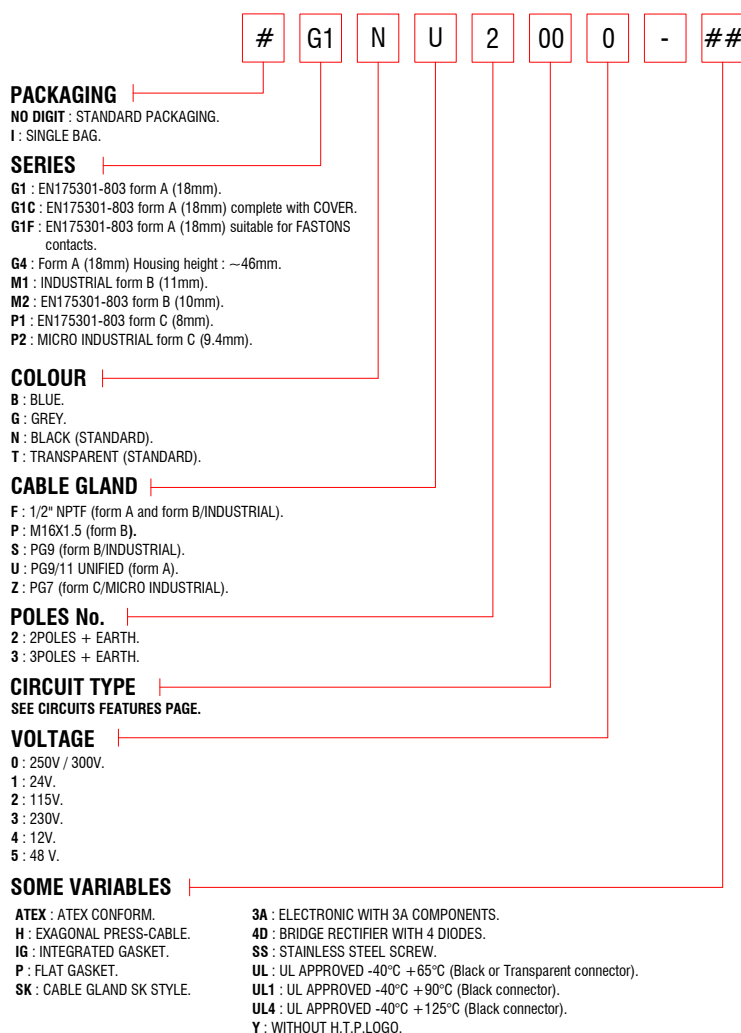 # G1 N U 2 00 0 - ##
PACKAGING
NO DIGIT : STANDARD PACKAGING.
I : SINGLE BAG.
SERIES
G1 : EN175301-803 form A (18mm).
G1C : EN175301-803 form A (18mm) complete with COVER.
G1F : EN175301-803 form A (18mm) suitable for FASTONS
contacts.
G4 : Form A (18mm) Housing height : ~46mm.
M1 : INDUSTRIAL form B (11mm).
M2 : EN175301-803 form B (10mm).
P1 : EN175301-803 form C (8mm).
P2 : MICRO INDUSTRIAL form C (9.4mm).
COLOUR
B : BLUE.
G : GREY.
N : BLACK (STANDARD).
T : TRANSPARENT (STANDARD).
CABLE GLAND
F : 1/2" NPTF (form A and form B/INDUSTRIAL).
P : M16X1.5 (form B).
S : PG9 (form B/INDUSTRIAL).
U : PG9/11 UNIFIED (form A).
Z : PG7 (form C/MICRO INDUSTRIAL).
POLES No.
2 : 2POLES + EARTH.
3 : 3POLES + EARTH.
CIRCUIT TYPE
SEE CIRCUITS FEATURES PAGE.
VOLTAGE
0 : 250V / 300V.
1 : 24V.
2 : 115V.
3 : 230V.
4 : 12V.
5 : 48 V.
SOME VARIABLES
ATEX : ATEX CONFORM.
H : EXAGONAL PRESS-CABLE.
IG : INTEGRATED GASKET.
P : FLAT GASKET.
SK : CABLE GLAND SK STYLE.
3A : ELECTRONIC WITH 3A COMPONENTS.
4D : BRIDGE RECTIFIER WITH 4 DIODES.
SS : STAINLESS STEEL SCREW.
UL : UL APPROVED -40°C +65°C (Black or Transparent connector).
UL1 : UL APPROVED -40°C +90°C (Black connector).
UL4 : UL APPROVED -40°C +125°C (Black connector).
Y : WITHOUT H.T.P.LOGO.